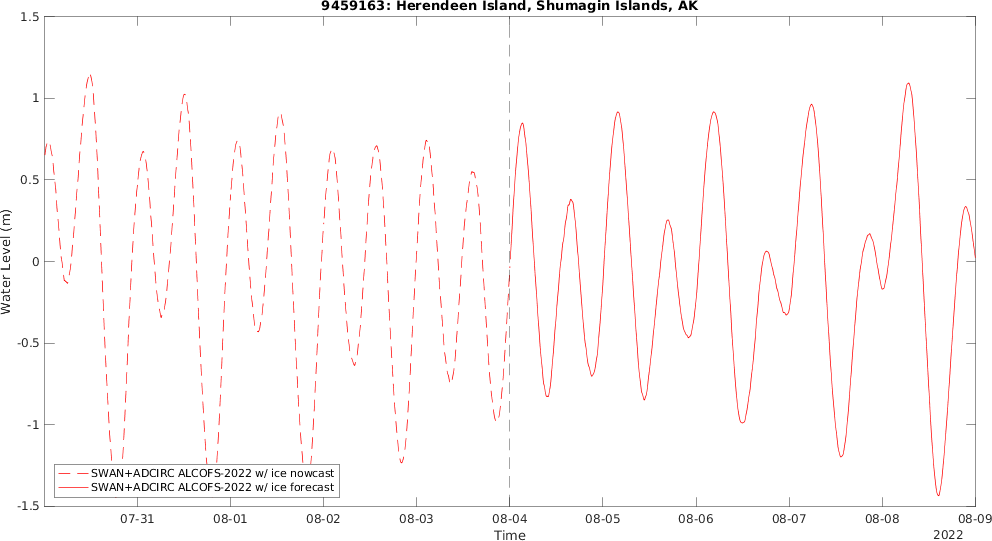 9459163: Herendeen Island, Shumagin Islands, AK
1.5
1
0.5
0
-0.5
-1
-1.5
Water Level (m)
SWAN+ADCIRC ALCOFS-2022 w/ ice nowcast
SWAN+ADCIRC ALCOFS-2022 w/ ice forecast
07-31 08-01 08-02 08-03 08-04 08-05 08-06 08-07 08-08 08-09
Time
2022